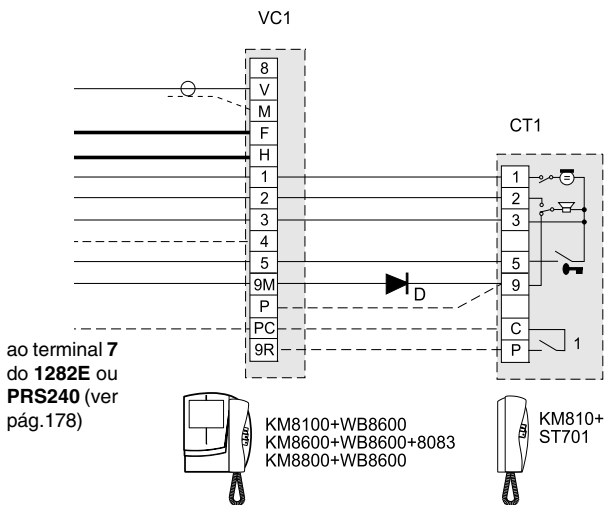 VC1
8
V
M
F
H
1
2
3
4
5
9M
P
PC
9R
D
CT1
1
2
3
5
9
C
P
1
ao terminal 7
do 1282E ou
PRS240 (ver
pág.178)
KM8100+WB8600
KM8600+WB8600+8083
KM8800+WB8600
KM810+
ST701